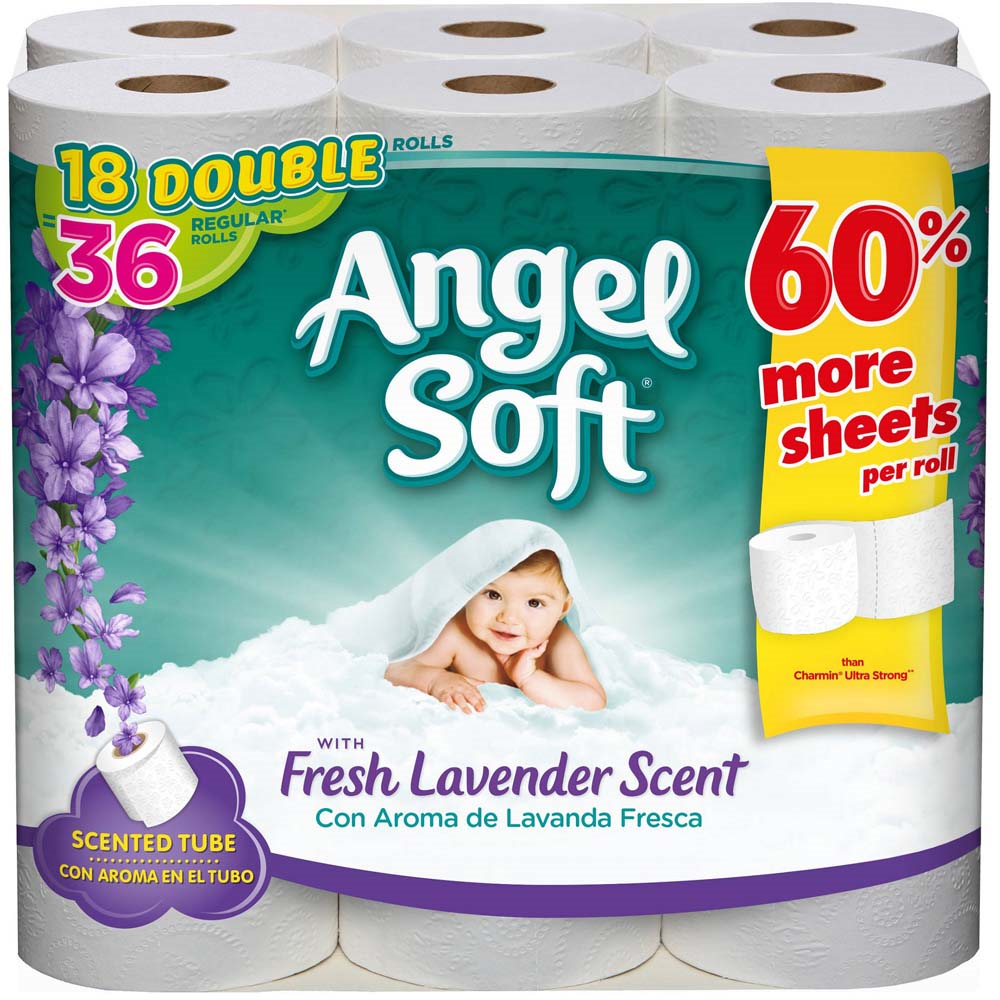 18 DOUBLE ROLLS
= 36 REGULAR* ROLLS
Angel
Soft®
60%
more
sheets
per roll
than
Charmin® Ultra Strong**
WITH
Fresh Lavender Scent
Con Aroma de Lavanda Fresca
SCENTED TUBE
CON AROMA EN EL TUBO